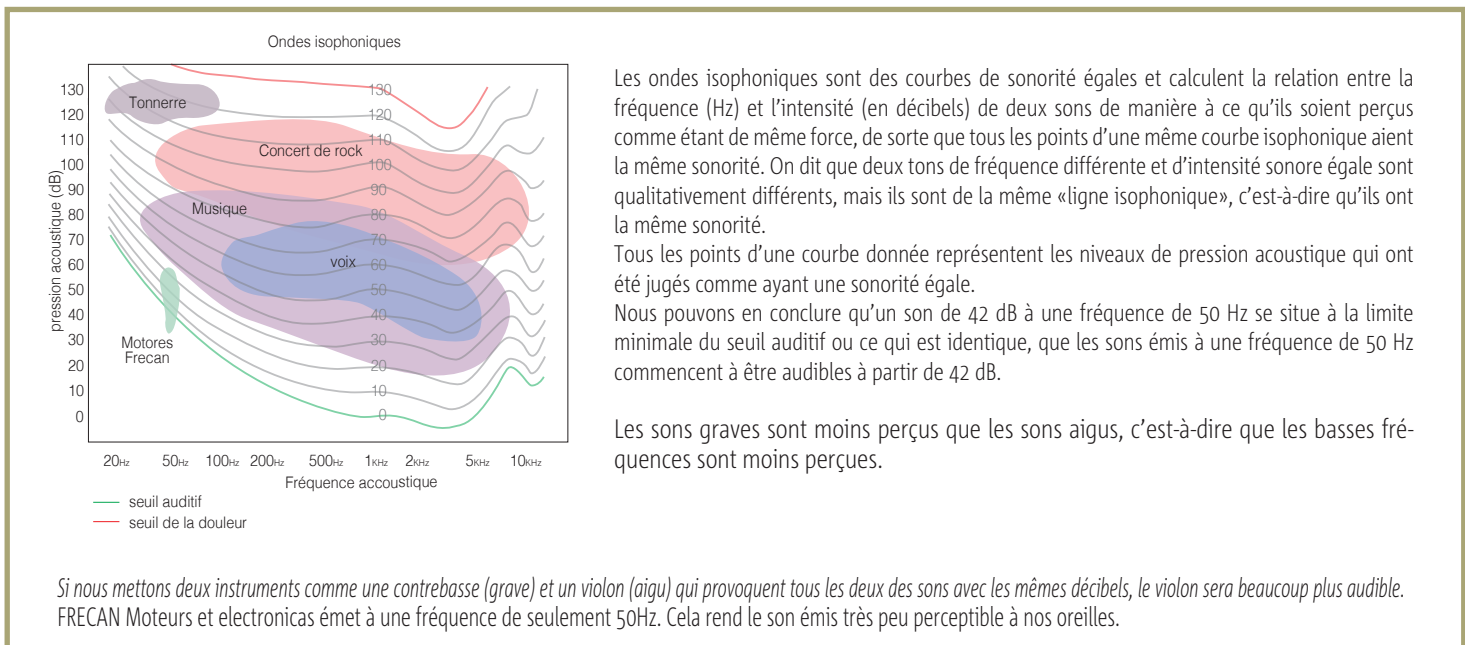 Ondes isophoniques
130
120
110
100
90
80
70
60
50
40
30
20
10
0
pression acoustique (dB)
Tonnerre
Concert de rock
Musique
voix
Motores
Frecan
130
120
110
100
90
80
70
60
50
40
30
20
10
0
20Hz 50Hz 100Hz 200Hz 500Hz 1KHz 2KHz 5KHz 10KHz
Fréquence accoustique
seuil auditif
seuil de la douleur
Les ondes isophoniques sont des courbes de sonorité égales et calculent la relation entre la
fréquence (Hz) et l'intensité (en décibels) de deux sons de manière à ce qu'ils soient perçus
comme étant de même force, de sorte que tous les points d'une même courbe isophonique aient
la même sonorité. On dit que deux tons de fréquence différente et d'intensité sonore égale sont
qualitativement différents, mais ils sont de la même «ligne isophonique», c'est-à-dire qu'ils ont
la même sonorité.
Tous les points d'une courbe donnée représentent les niveaux de pression acoustique qui ont
été jugés comme ayant une sonorité égale.
Nous pouvons en conclure qu'un son de 42 dB à une fréquence de 50 Hz se situe à la limite
minimale du seuil auditif ou ce qui est identique, que les sons émis à une fréquence de 50 Hz
commencent à être audibles à partir de 42 dB.
Les sons graves sont moins perçus que les sons aigus, c'est-à-dire que les basses fré-
quences sont moins perçues.
Si nous mettons deux instruments comme une contrebasse (grave) et un violon (aigu) qui provoquent tous les deux des sons avec les mêmes décibels, le violon sera beaucoup plus audible.
FRECAN Moteurs et electronicas émet à une fréquence de seulement 50Hz. Cela rend le son émis très peu perceptible à nos oreilles.